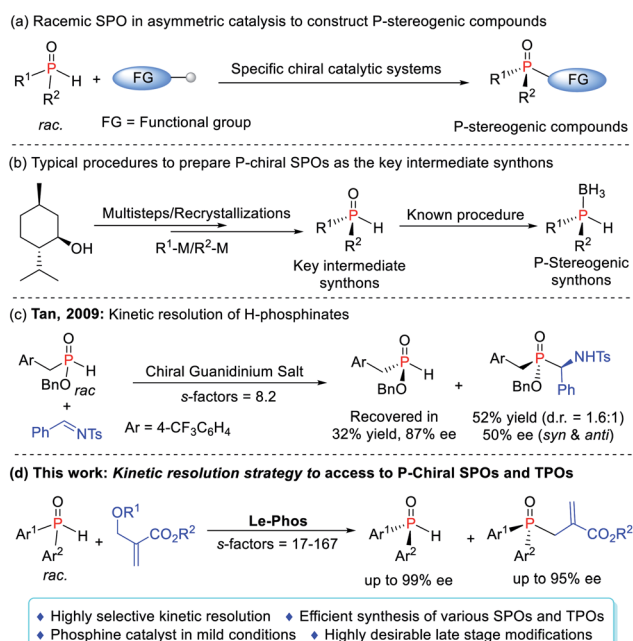 (a) Racemic SPO in asymmetric catalysis to construct P-stereogenic compounds
O
R¹ P H + FG Specific chiral catalytic systems R¹ P FG
R² O R²
rac. FG = Functional group P-stereogenic compounds
(b) Typical procedures to prepare P-chiral SPOs as the key intermediate synthons
Multisteps/Recrystallizations
R¹-M/R²-M
OH
O
R¹ P H
R²
Key intermediate
synthons
Known procedure
BH₃
R¹ P H
R²
P-Stereogenic
synthons
(c) Tan, 2009: Kinetic resolution of H-phosphinates
O
Ar P H
BnO rac
+
Ph NTs
Chiral Guanidinium Salt
s-factors = 8.2
Ar = 4-CF₃C₆H₄
O
Ar P H
BnO
Recovered in
32% yield, 87% ee
+
O
Ar P NHTs
BnO Ph
52% yield (d.r. = 1.6:1)
50% ee (syn & anti)
(d) This work: Kinetic resolution strategy to access to P-Chiral SPOs and TPOs
O
Ar¹ P H
Ar²
rac.
+
OR¹
CO₂R²
Le-Phos
s-factors = 17-167
O
Ar¹ P H
Ar²
up to 99% ee
+
O
Ar¹ P CO₂R²
Ar²
up to 95% ee
♦ Highly selective kinetic resolution ♦ Efficient synthesis of various SPOs and TPOs
♦ Phosphine catalyst in mild conditions ♦ Highly desirable late stage modifications